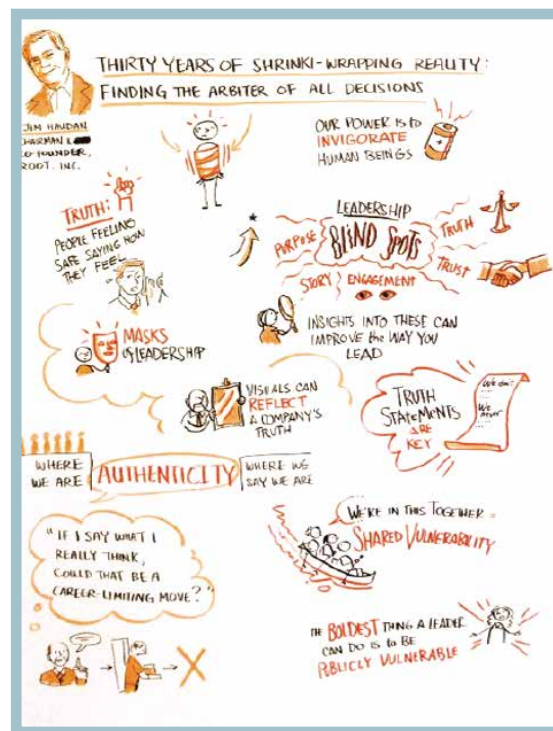 THIRTY YEARS OF SHRINKI-WRAPPING REALITY:
FINDING THE ARBITER OF ALL DECISIONS
JIM HAUDAN
CHAIRMAN &
CO-FOUNDER,
ROOT. INC.
OUR POWER IS to
INVIGORATE
HUMAN BEINGS
TRUTH:
PEOPLE FEELING
SAFE SAYING HOW
THEY FEEL
LEADERSHIP
BLIND SPOTS
PURPOSE
TRUTH
TRUST
STORY
ENGAGEMENT
INSIGHTS INTO THESE CAN
IMPROVE the WAY YOU
LEAD
MASKS
of LEADERSHIP
VISUALS CAN
REFLECT
A COMPANY'S
TRUTH
TRUTH
STATEMENTS
ARE
KEY
We don't
...
We
never
...
WHERE
WE ARE
AUTHENTICITY
WHERE WE
SAY WE ARE
"IF I SAY WHAT I
REALLY THINK,
COULD THAT BE A
CAREER-LIMITING MOVE?"
WE'RE IN THIS TOGETHER.
SHARED VULNERABILITY
THE BOLDEST THING A LEADER
CAN DO IS to BE
PUBLICLY VULNERABLE